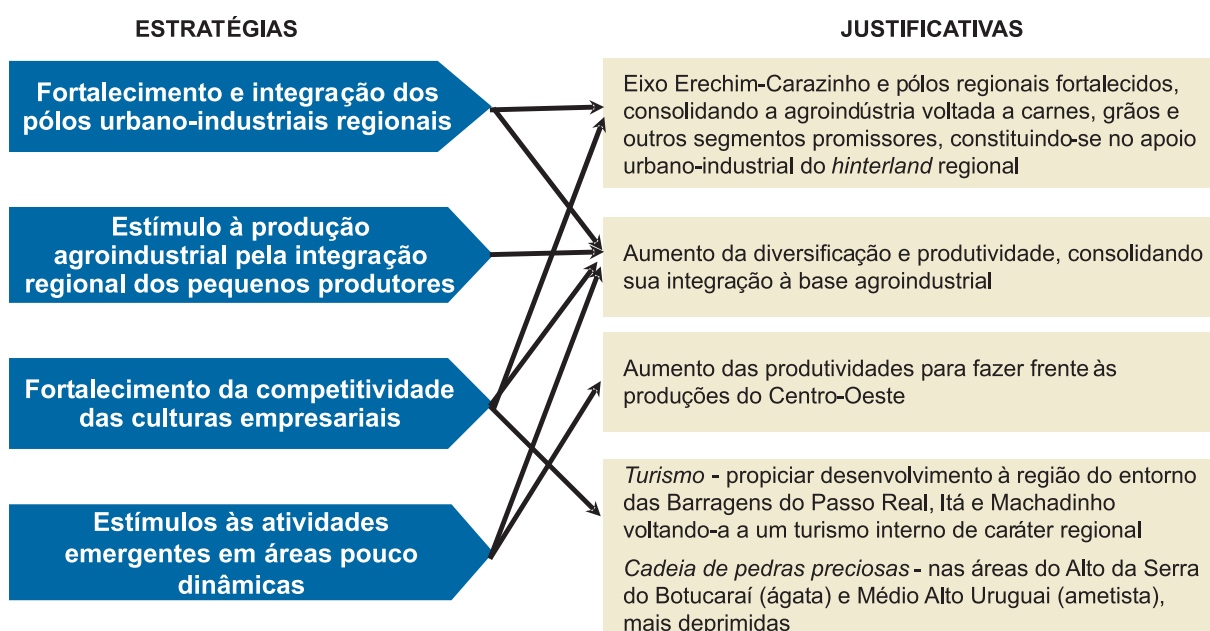 ESTRATÉGIAS
JUSTIFICATIVAS
Fortalecimento e integração dos
pólos urbano-industriais regionais
Eixo Erechim-Carazinho e pólos regionais fortalecidos,
consolidando a agroindústria voltada a carnes, grãos e
outros segmentos promissores, constituindo-se no apoio
urbano-industrial do hinterland regional
Estímulo à produção
agroindustrial pela integração
regional dos pequenos produtores
Aumento da diversificação e produtividade, consolidando
sua integração à base agroindustrial
Fortalecimento da competitividade
das culturas empresariais
Aumento das produtividades para fazer frente às
produções do Centro-Oeste
Estímulos às atividades
emergentes em áreas pouco
dinâmicas
Turismo - propiciar desenvolvimento à região do entorno
das Barragens do Passo Real, Itá e Machadinho
voltando-a a um turismo interno de caráter regional
Cadeia de pedras preciosas - nas áreas do Alto da Serra
do Botucaraí (ágata) e Médio Alto Uruguai (ametista),
mais deprimidas